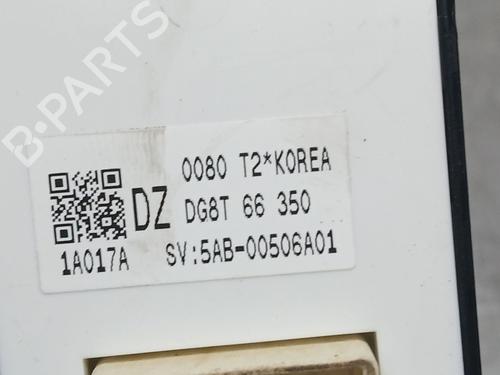 B-PARTS
0080 T2*KOREA
DZ DG8T 66 350
1A017A SV:5AB-00506A01